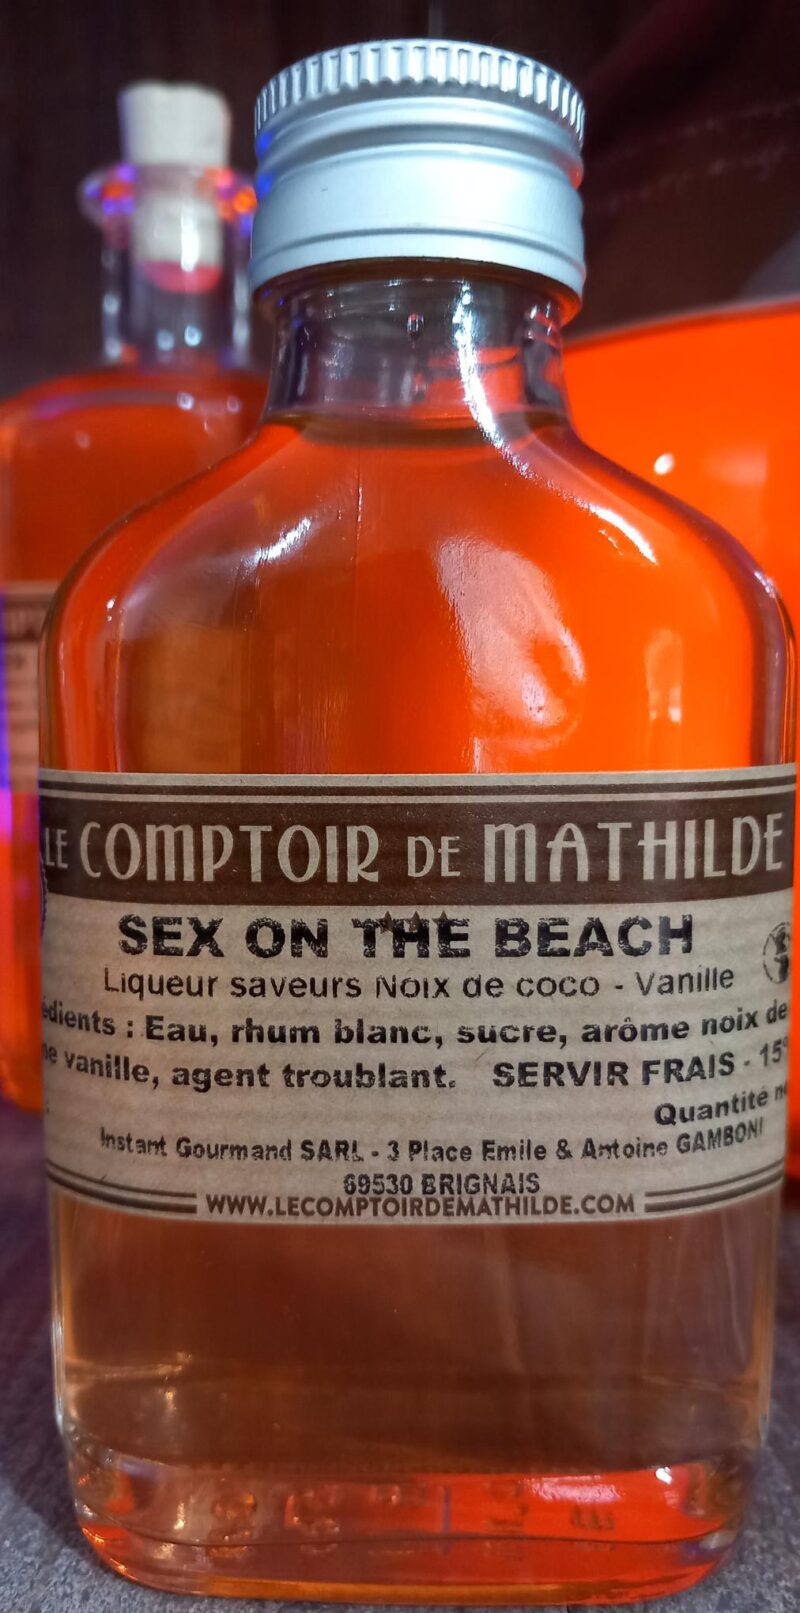 LE COMPTOIR DE MATHILDE
SEX ON THE BEACH
Liqueur saveurs Noix de coco - Vanille
édients : Eau, rhum blanc, sucre, arôme noix de
ne vanille, agent troublant. SERVIR FRAIS - 15°
Quantité
Instant Gourmand SARL - 3 Place Emile & Antoine GAMBONI
69530 BRIGNAIS
WWW.LECOMPTOIRDEMATHILDE.COM